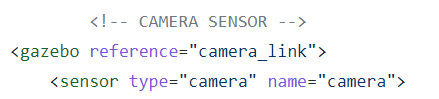 <!-- CAMERA SENSOR -->
<gazebo reference="camera_link">
<sensor type="camera" name="camera">